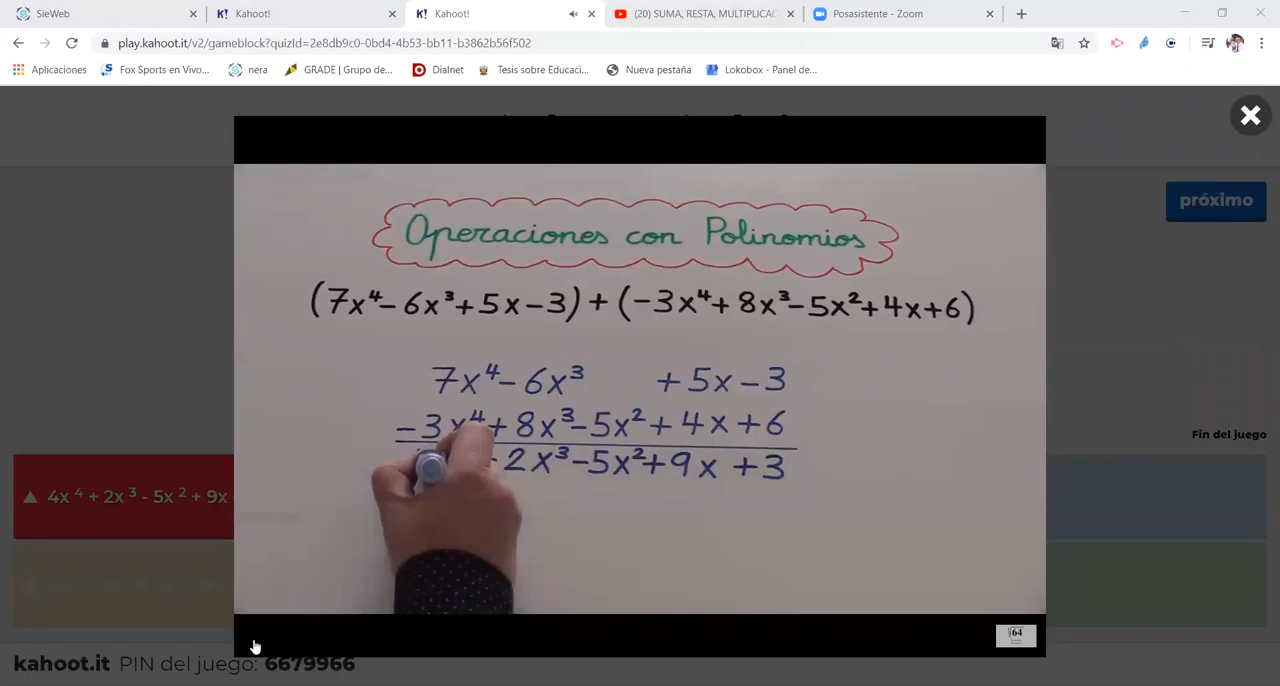 SieWeb
Kahoot!
Kahoot!
(20) SUMA, RESTA, MULTIPLICAC
Posasistente - Zoom
play.kahoot.it/v2/gameblock?quizId=2e8db9c0-0bd4-4b53-bb11-b3862b56f502
Aplicaciones
Fox Sports en Vivo...
nera
GRADE | Grupo de...
Dialnet
Tesis sobre Educaci...
Nueva pestaña
Lokobox - Panel de...
próximo
Operaciones con Polinomios
(7x⁴ - 6x³ + 5x - 3) + (-3x⁴ + 8x³ - 5x² + 4x + 6)
7x⁴ - 6x³ + 5x - 3
-3x⁴ + 8x³ - 5x² + 4x + 6
2x³ - 5x² + 9x + 3
Fin del juego
4x⁴ + 2x³ - 5x² + 9x
√64
kahoot.it PIN del juego: 6679966